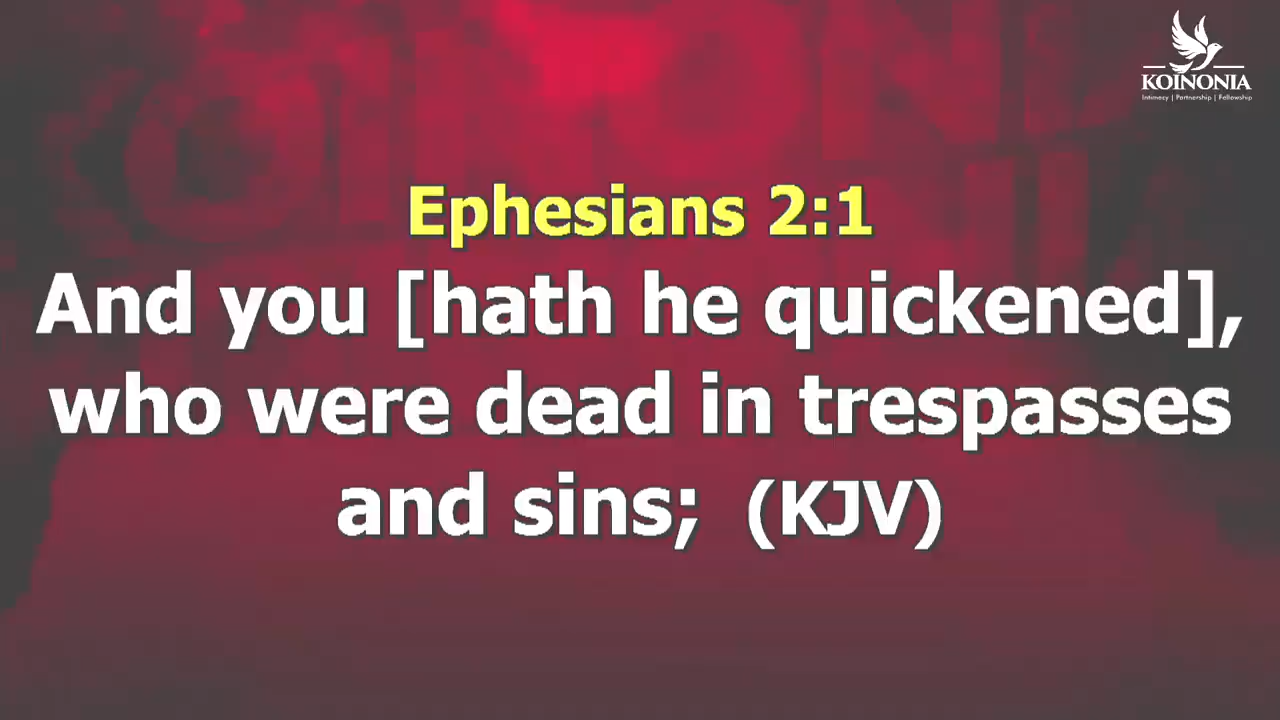 KOINONIA
Intimacy | Partnership | Fellowship
Ephesians 2:1
And you [hath he quickened],
who were dead in trespasses
and sins; (KJV)